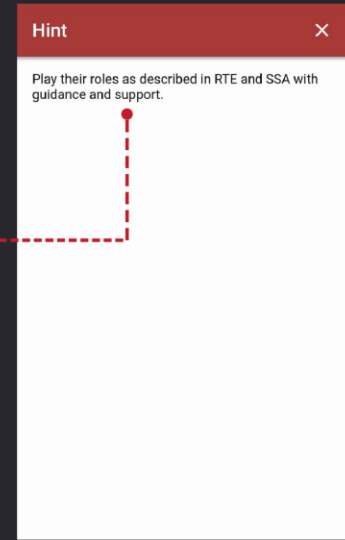 Hint
Play their roles as described in RTE and SSA with
guidance and support.